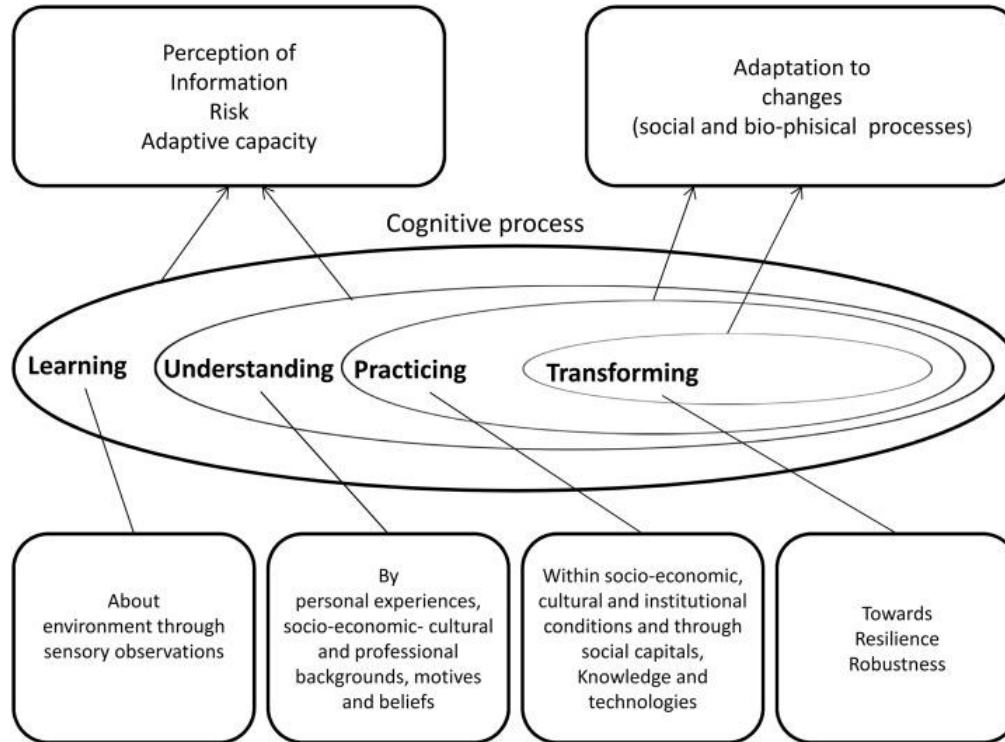 Perception of
Information
Risk
Adaptive capacity
Adaptation to
changes
(social and bio-phisical processes)
Cognitive process
Learning
Understanding
Practicing
Transforming
About
environment through
sensory observations
By
personal experiences,
socio-economic- cultural
and professional
backgrounds, motives
and beliefs
Within socio-economic,
cultural and institutional
conditions and through
social capitals,
Knowledge and
technologies
Towards
Resilience
Robustness